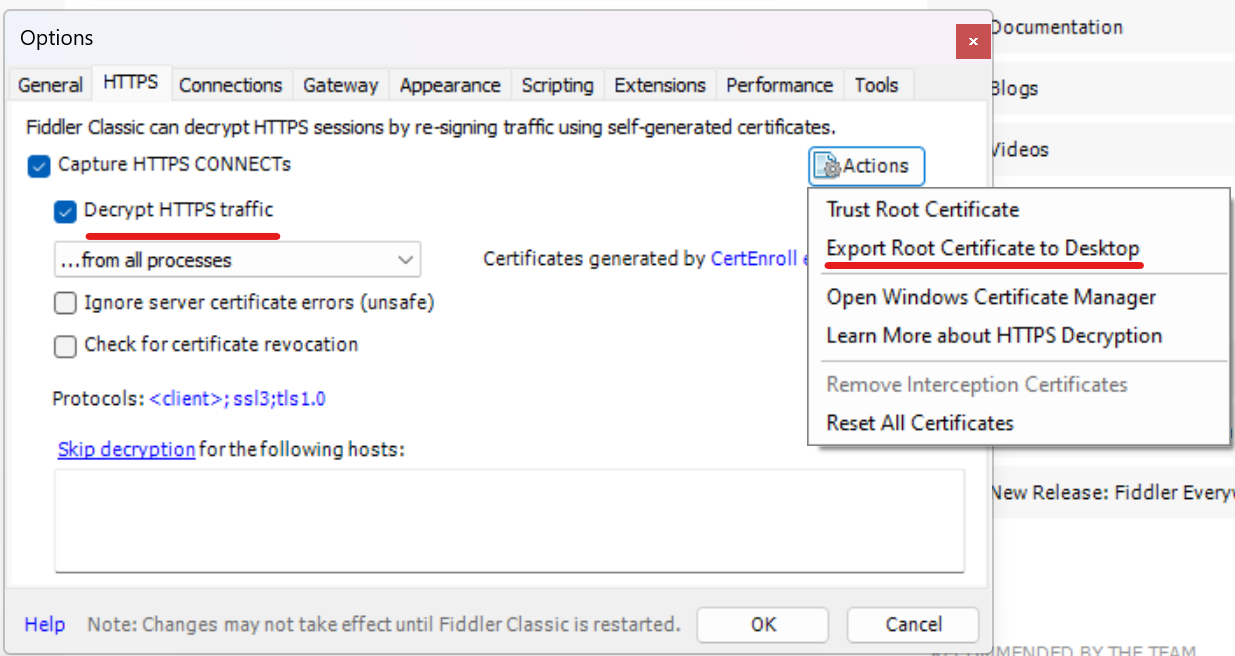 Options
Documentation
General HTTPS Connections Gateway Appearance Scripting Extensions Performance Tools
Blogs
Fiddler Classic can decrypt HTTPS sessions by re-signing traffic using self-generated certificates.
Capture HTTPS CONNECTs
Actions
Videos
Decrypt HTTPS traffic
Trust Root Certificate
...from all processes
Certificates generated by CertEnroll
Export Root Certificate to Desktop
Ignore server certificate errors (unsafe)
Open Windows Certificate Manager
Check for certificate revocation
Learn More about HTTPS Decryption
Protocols: <client>;ssl3;tls1.0
Remove Interception Certificates
Reset All Certificates
Skip decryption for the following hosts:
New Release: Fiddler
Help
Note: Changes may not take effect until Fiddler Classic is restarted.
OK
Cancel
BY THE TEAM